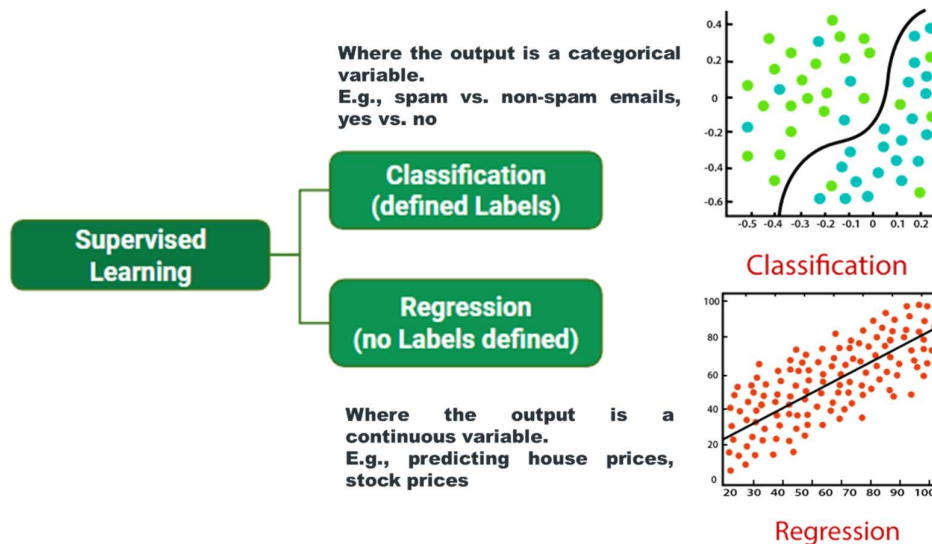 Where the output is a categorical
variable.
E.g., spam vs. non-spam emails,
yes vs. no
Classification
(defined Labels)
Supervised
Learning
Regression
(no Labels defined)
Where the output is a
continuous variable.
E.g., predicting house prices,
stock prices
0.4
0.2
0
-0.2
-0.4
-0.6
-0.5 -0.4 -0.3 -0.2 -0.1 0 0.1 0.2
Classification
100
80
60
40
20
0
20 30 40 50 60 70 80 90 100
Regression